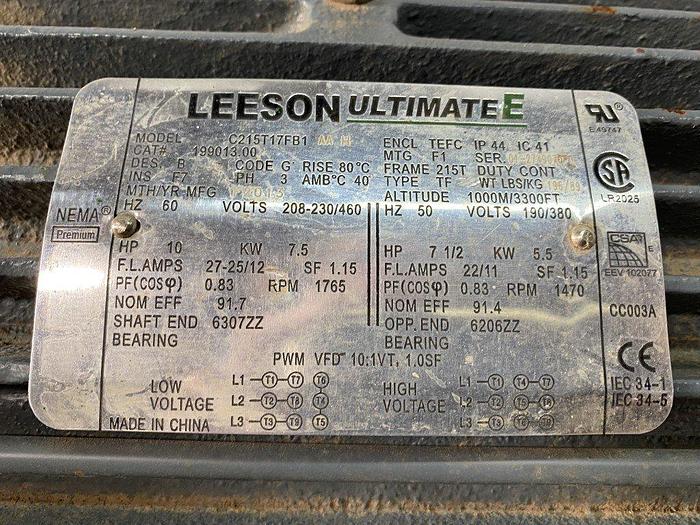 LEESON ULTIMATE E
MODEL C215T17FB1 AA H
CAT# 199013.00
DES B CODE G RISE 80°C
INS F7 PH 3 AMB°C 40
MTH/YR MFG
HZ 60 VOLTS 208-230/460
ENCL TEFC IP 44 IC 41
MTG F1 SER.
FRAME 215T DUTY CONT
TYPE TF WT LBS/KG
ALTITUDE 1000M/3300FT
HZ 50 VOLTS 190/380
HP 10 KW 7.5
F.L.AMPS 27-25/12 SF 1.15
PF(COSφ) 0.83 RPM 1765
NOM EFF 91.7
SHAFT END 6307ZZ
BEARING
HP 7 1/2 KW 5.5
F.L.AMPS 22/11 SF 1.15
PF(COSφ) 0.83 RPM 1470
NOM EFF 91.4
OPP.END 6206ZZ
BEARING
PWM VFD 10:1VT, 1.0SF
LOW VOLTAGE
L1 T1 T7 T6
L2 T2 T8 T4
L3 T3 T9 T5
HIGH VOLTAGE
L1 T1 T4 T7
L2
L3
MADE IN CHINA
NEMA®
Premium
E 49747
LR2025
CSA E
EEV 102077
CC003A
CE
IEC 34-1
IEC 34-5